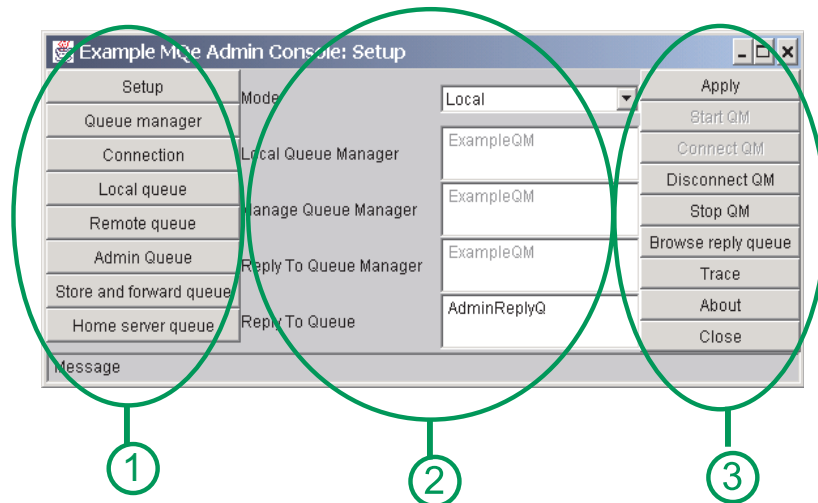 Example MQe Admin Console: Setup
Setup
Queue manager
Connection
Local queue
Remote queue
Admin Queue
Store and forward queue
Home server queue
Mode
Local
Local Queue Manager
ExampleQM
Manage Queue Manager
ExampleQM
Reply To Queue Manager
ExampleQM
Reply To Queue
AdminReplyQ
Apply
Start QM
Connect QM
Disconnect QM
Stop QM
Browse reply queue
Trace
About
Close
Message
1
2
3